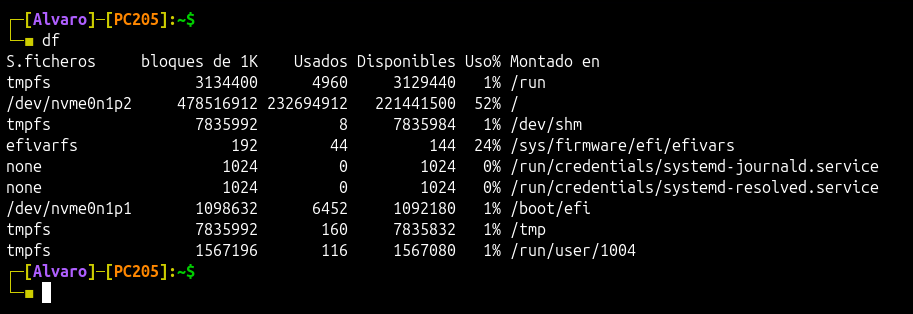 ┌─[Alvaro]─[PC205]:~$
└─■ df
S.ficheros     bloques de 1K    Usados Disponibles Uso% Montado en
tmpfs                3134400      4960     3129440   1% /run
/dev/nvme0n1p2     478516912 232694912   221441500  52% /
tmpfs                7835992         8     7835984   1% /dev/shm
efivarfs                 192        44         144  24% /sys/firmware/efi/efivars
none                    1024         0        1024   0% /run/credentials/systemd-journald.service
none                    1024         0        1024   0% /run/credentials/systemd-resolved.service
/dev/nvme0n1p1       1098632      6452     1092180   1% /boot/efi
tmpfs                7835992       160     7835832   1% /tmp
tmpfs                1567196       116     1567080   1% /run/user/1004
┌─[Alvaro]─[PC205]:~$
└─■